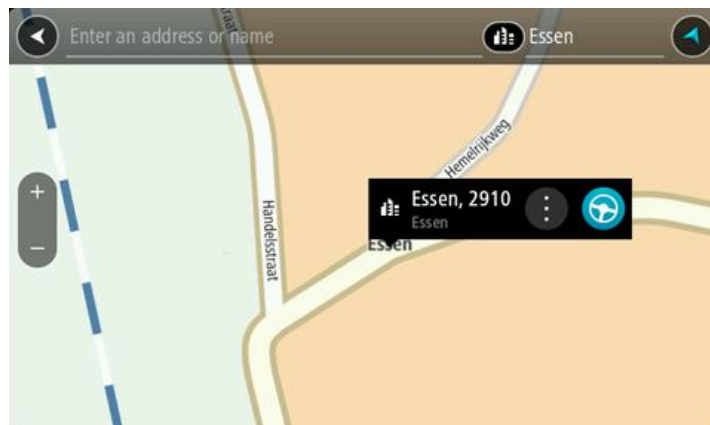 Enter an address or name
Essen
Hemelrijkweg
Essen, 2910
Essen
Handelsstraat
Essen